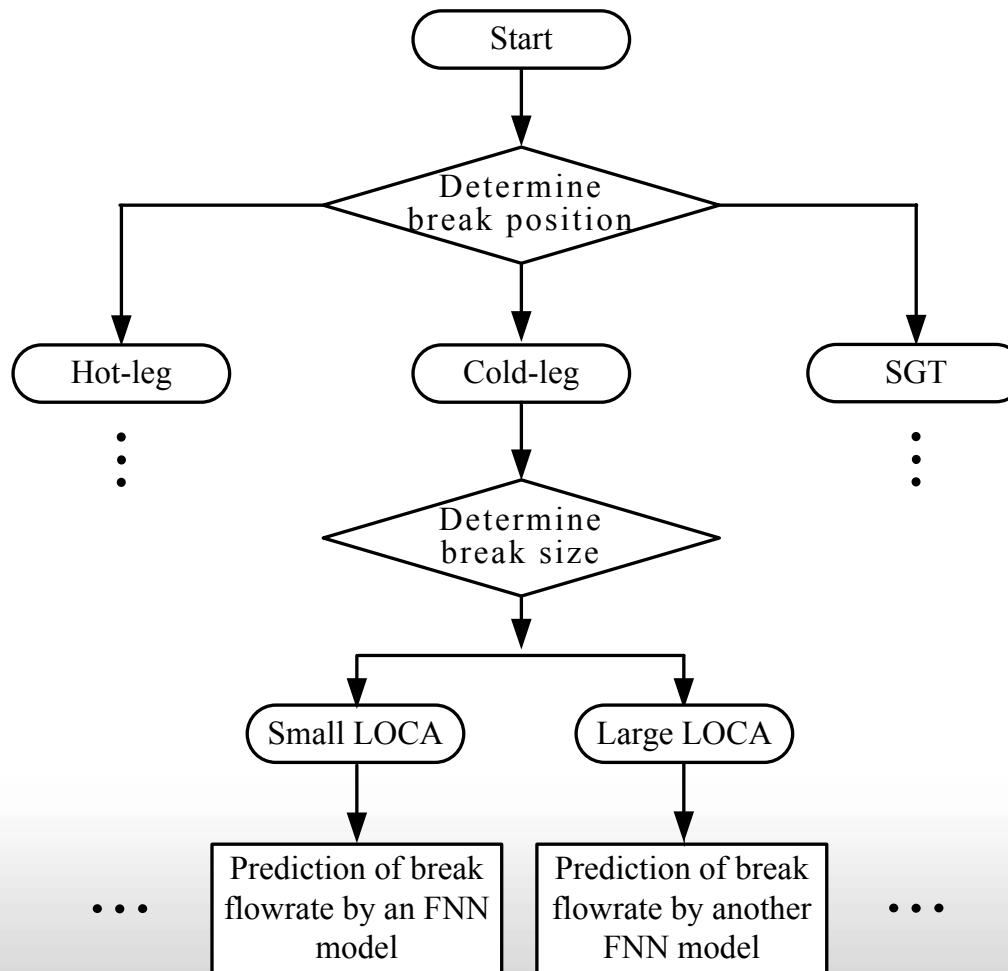 Start
Determine
break position
Hot-leg
Cold-leg
SGT
Determine
break size
Small LOCA
Large LOCA
Prediction of break
flowrate by an FNN
model
Prediction of break
flowrate by another
FNN model